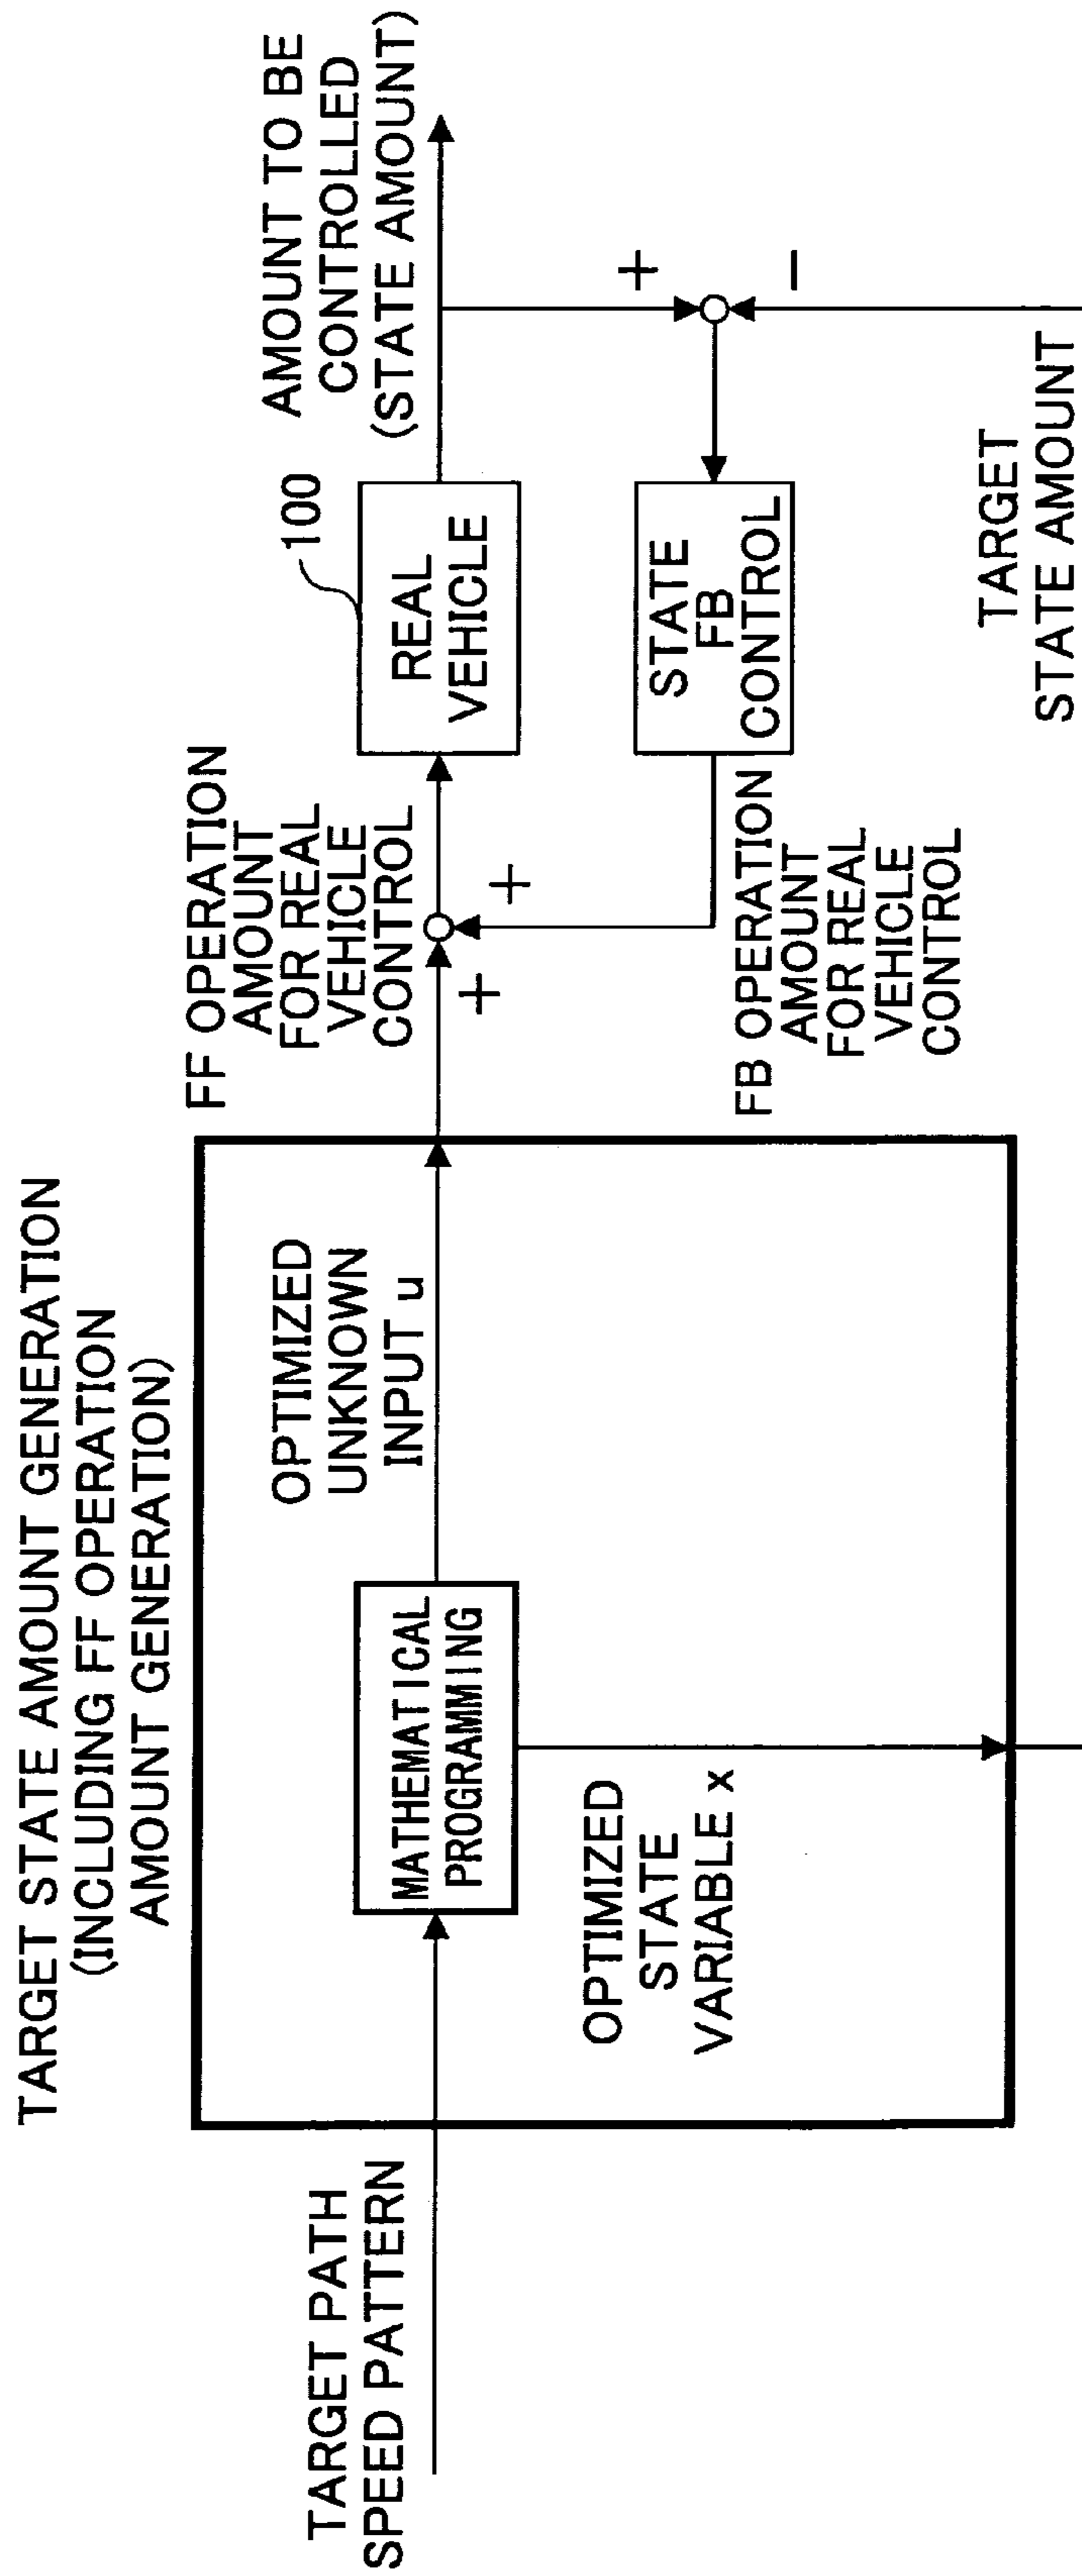 TARGET STATE AMOUNT GENERATION
(INCLUDING FF OPERATION
AMOUNT GENERATION)
TARGET PATH
SPEED PATTERN
MATHEMATICAL
PROGRAMMING
OPTIMIZED
UNKNOWN
INPUT u
OPTIMIZED
STATE
VARIABLE x
FF OPERATION
AMOUNT
FOR REAL
VEHICLE
CONTROL
+
+
100
REAL
VEHICLE
AMOUNT TO BE
CONTROLLED
(STATE AMOUNT)
+
−
STATE
FB
CONTROL
FB OPERATION
AMOUNT
FOR REAL
VEHICLE
CONTROL
TARGET
STATE AMOUNT